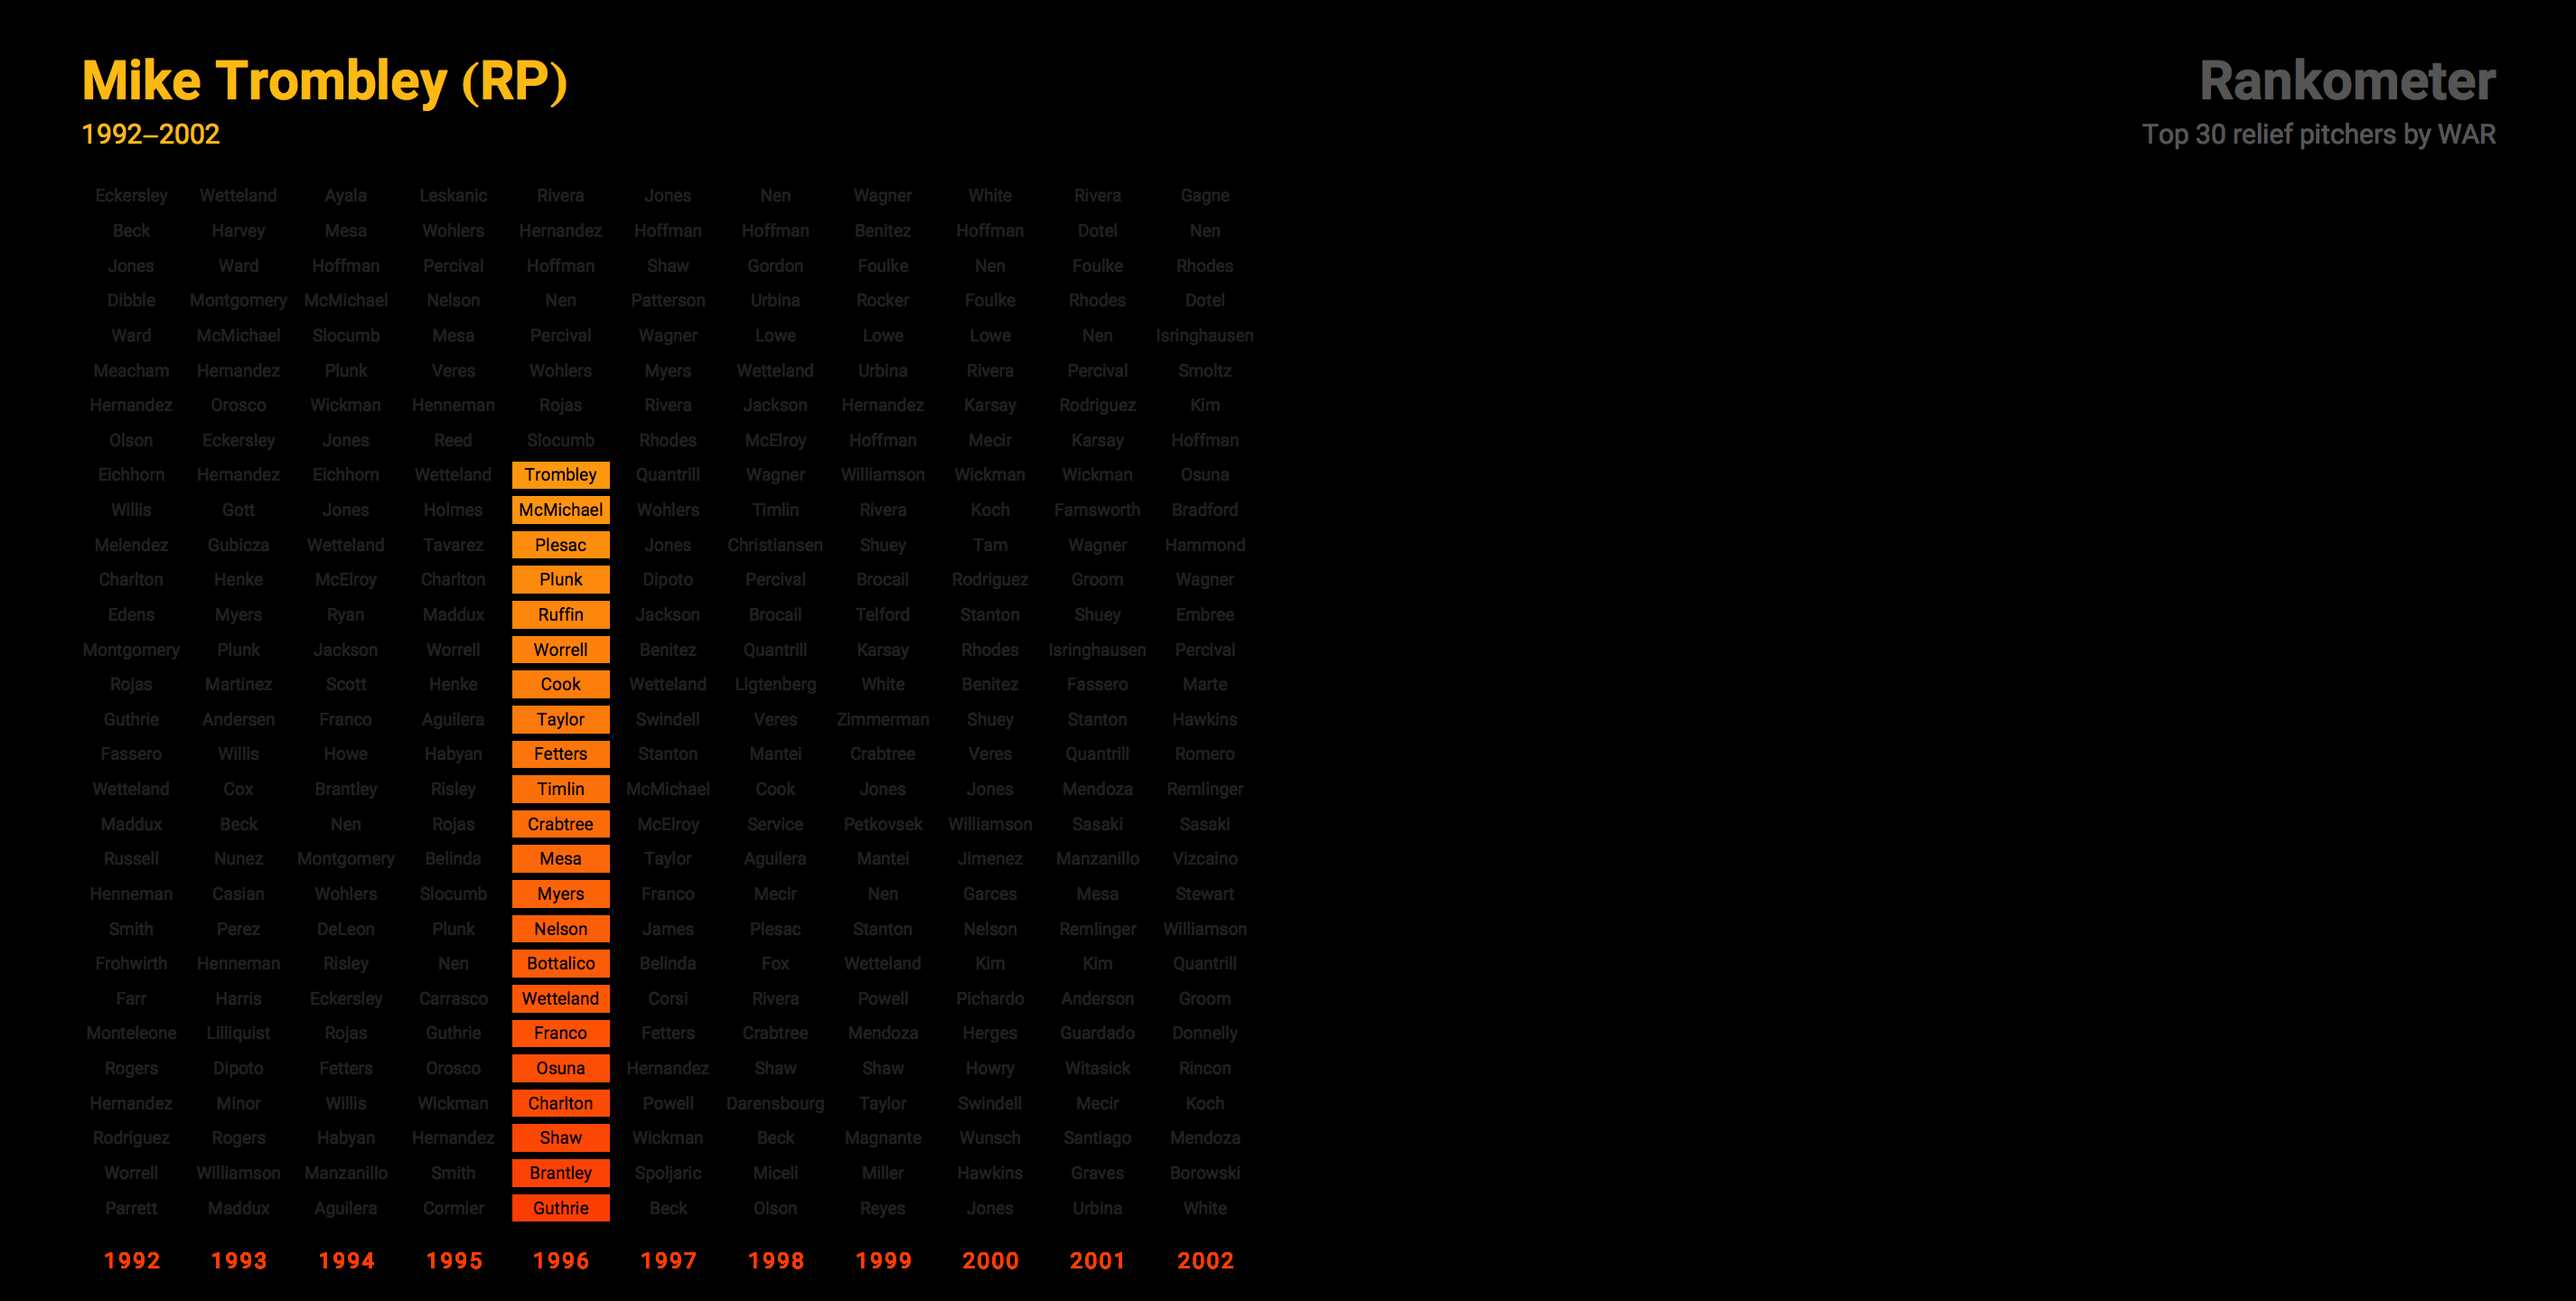 Mike Trombley (RP)
1992–2002
Rankometer
Top 30 relief pitchers by WAR
Eckersley Wetteland Ayala Leskanic Rivera Jones Nen Wagner White Rivera Gagne
Beck Harvey Mesa Wohlers Hernandez Hoffman Hoffman Benitez Hoffman Dotel Nen
Jones Ward Hoffman Percival Hoffman Shaw Gordon Foulke Nen Foulke Rhodes
Dibble Montgomery McMichael Nelson Nen Patterson Urbina Rocker Foulke Rhodes Dotel
Ward McMichael Slocumb Mesa Percival Wagner Lowe Lowe Lowe Nen Isringhausen
Meacham Hernandez Plunk Veres Wohlers Myers Wetteland Urbina Rivera Percival Smoltz
Hernandez Orosco Wickman Henneman Rojas Rivera Jackson Hernandez Karsay Rodriguez Kim
Olson Eckersley Jones Reed Slocumb Rhodes McElroy Hoffman Mecir Karsay Hoffman
Eichhorn Hernandez Eichhorn Wetteland Trombley Quantrill Wagner Williamson Wickman Wickman Osuna
Willis Gott Jones Holmes McMichael Wohlers Timlin Rivera Koch Farnsworth Bradford
Melendez Gubicza Wetteland Tavarez Plesac Jones Christiansen Shuey Tam Wagner Hammond
Charlton Henke McElroy Charlton Plunk Dipoto Percival Brocail Rodriguez Groom Wagner
Edens Myers Ryan Maddux Ruffin Jackson Brocail Telford Stanton Shuey Embree
Montgomery Plunk Jackson Worrell Worrell Benitez Quantrill Karsay Rhodes Isringhausen Percival
Rojas Martinez Scott Henke Cook Wetteland Ligtenberg White Benitez Fassero Marte
Guthrie Andersen Franco Aguilera Taylor Swindell Veres Zimmerman Shuey Stanton Hawkins
Fassero Willis Howe Habyan Fetters Stanton Mantei Crabtree Veres Quantrill Romero
Wetteland Cox Brantley Risley Timlin McMichael Cook Jones Jones Mendoza Remlinger
Maddux Beck Nen Rojas Crabtree McElroy Service Petkovsek Williamson Sasaki Sasaki
Russell Nunez Montgomery Belinda Mesa Taylor Aguilera Mantei Jimenez Manzanillo Vizcaino
Henneman Casian Wohlers Slocumb Myers Franco Mecir Nen Garces Mesa Stewart
Smith Perez DeLeon Plunk Nelson James Plesac Stanton Nelson Remlinger Williamson
Frohwirth Henneman Risley Nen Bottalico Belinda Fox Wetteland Kim Kim Quantrill
Farr Harris Eckersley Carrasco Wetteland Corsi Rivera Powell Pichardo Anderson Groom
Monteleone Lilliquist Rojas Guthrie Franco Fetters Crabtree Mendoza Herges Guardado Donnelly
Rogers Dipoto Fetters Orosco Osuna Hernandez Shaw Shaw Howry Witasick Rincon
Hernandez Minor Willis Wickman Charlton Powell Darensbourg Taylor Swindell Mecir Koch
Rodriguez Rogers Habyan Hernandez Shaw Wickman Beck Magnante Wunsch Santiago Mendoza
Worrell Williamson Manzanillo Smith Brantley Spoljaric Miceli Miller Hawkins Graves Borowski
Parrett Maddux Aguilera Cormier Guthrie Beck Olson Reyes Jones Urbina White
1992 1993 1994 1995 1996 1997 1998 1999 2000 2001 2002